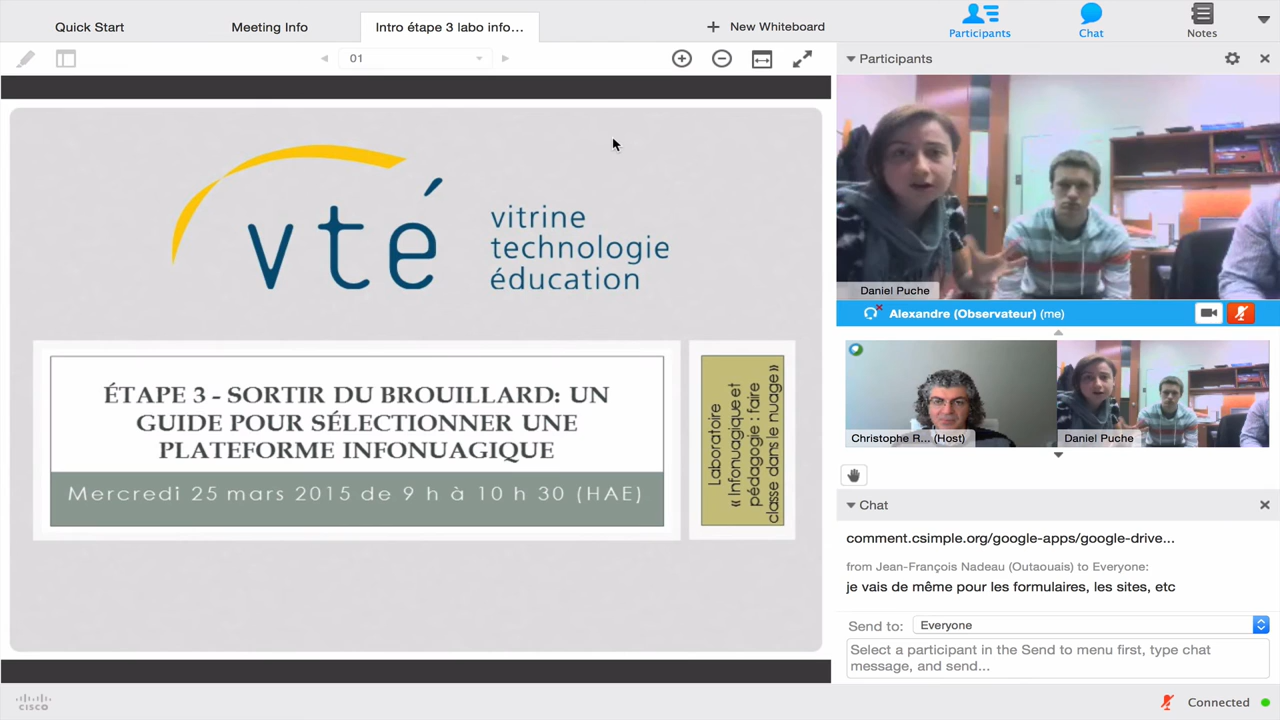 Quick Start
Meeting Info
Intro étape 3 labo info...
New Whiteboard
Participants
Chat
Notes
01
vté
vitrine
technologie
éducation
ÉTAPE 3 - SORTIR DU BROUILLARD: UN
GUIDE POUR SÉLECTIONNER UNE
PLATEFORME INFONUAGIQUE
Mercredi 25 mars 2015 de 9 h à 10 h 30 (HAE)
Laboratoire
« Infonuagique et
pédagogie : faire
classe dans le nuage»
Participants
Daniel Puche
Alexandre (Observateur) (me)
Christophe R... (Host)
Daniel Puche
Chat
comment.csimple.org/google-apps/google-drive...
from Jean-François Nadeau (Outaouais) to Everyone:
je vais de même pour les formulaires, les sites, etc
Send to:
Everyone
Select a participant in the Send to menu first, type chat
message, and send...
CISCO
Connected